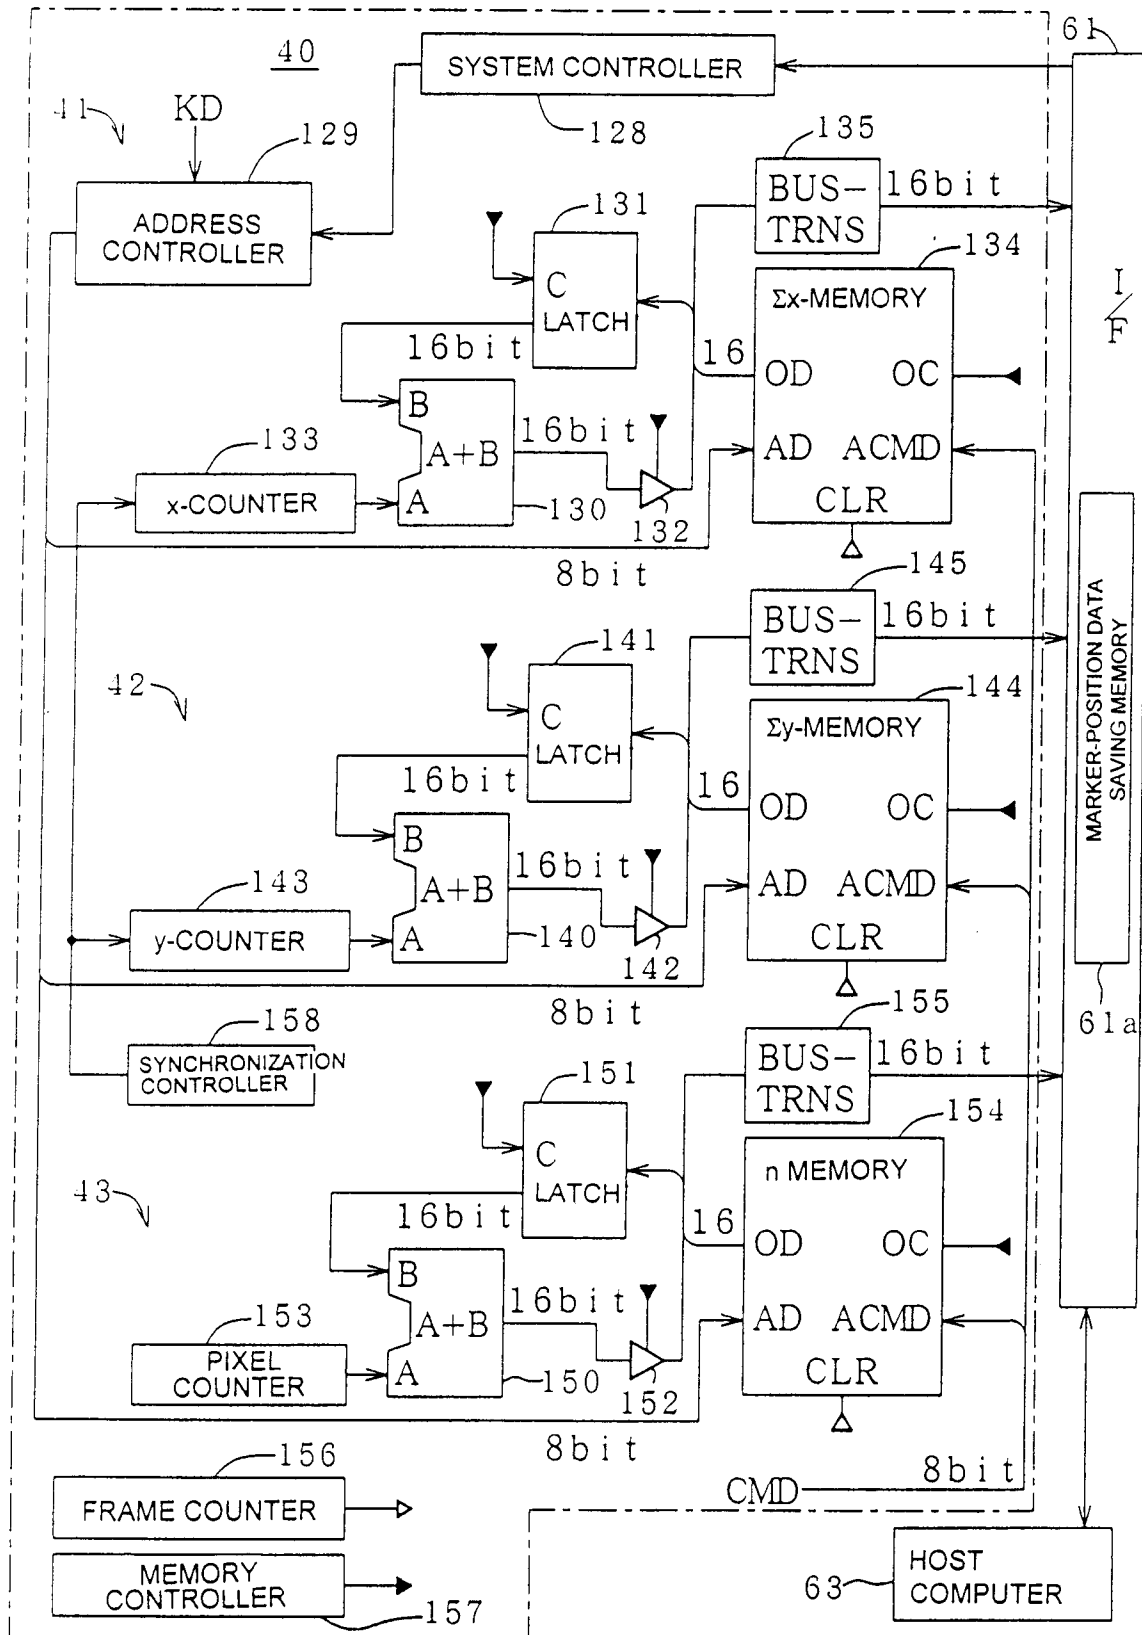 40
SYSTEM CONTROLLER
128
61
41
KD
129
ADDRESS
CONTROLLER
135
BUS-
TRNS
16bit
131
C
LATCH
16bit
134
Σx-MEMORY
16
OD
OC
AD
ACMD
CLR
I/F
B
A+B
A
16bit
130
132
133
x-COUNTER
8bit
145
BUS-
TRNS
16bit
42
141
C
LATCH
16bit
144
Σy-MEMORY
16
OD
OC
AD
ACMD
CLR
MARKER-POSITION DATA
SAVING MEMORY
61a
B
A+B
A
16bit
140
142
143
y-COUNTER
8bit
158
SYNCHRONIZATION
CONTROLLER
155
BUS-
TRNS
16bit
43
151
C
LATCH
16bit
154
n MEMORY
16
OD
OC
AD
ACMD
CLR
B
A+B
A
16bit
150
152
153
PIXEL
COUNTER
8bit
156
FRAME COUNTER
CMD
8bit
MEMORY
CONTROLLER
157
63
HOST
COMPUTER